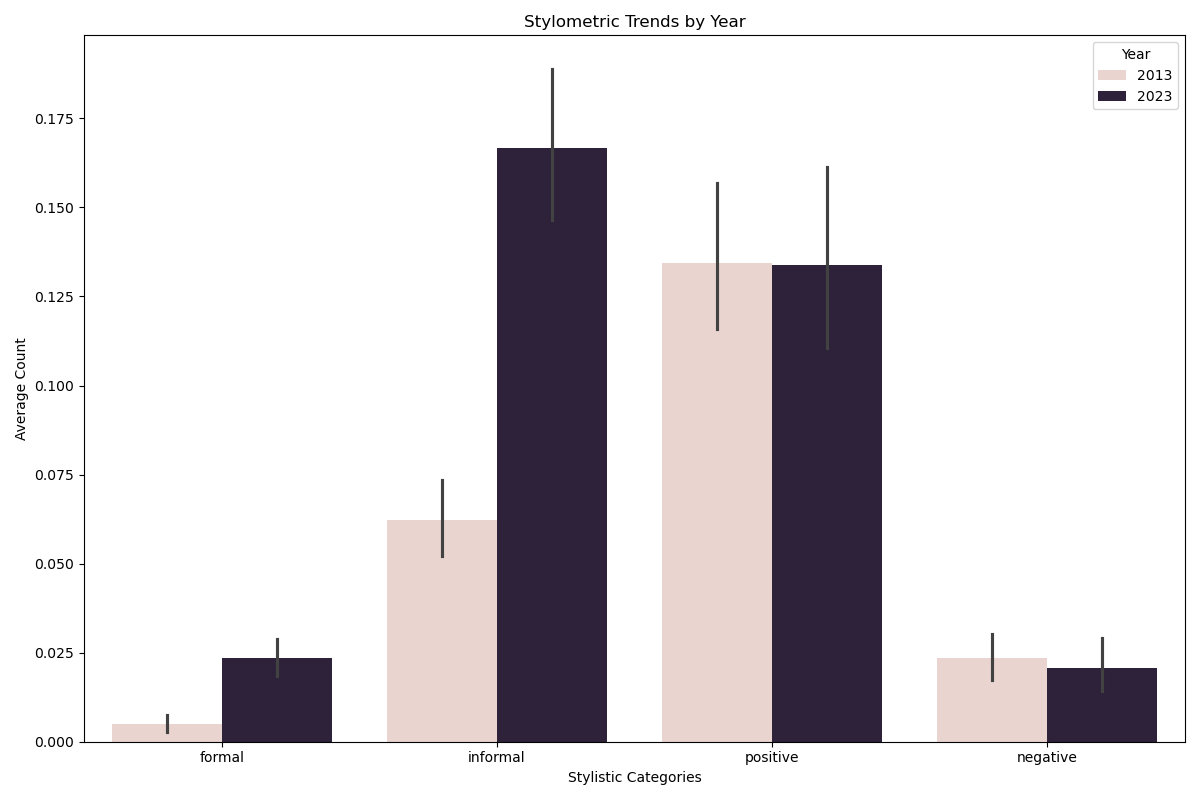 Stylometric Trends by Year
Year
2013
2023
Average Count
0.175
0.150
0.125
0.100
0.075
0.050
0.025
0.000
formal
informal
positive
negative
Stylistic Categories